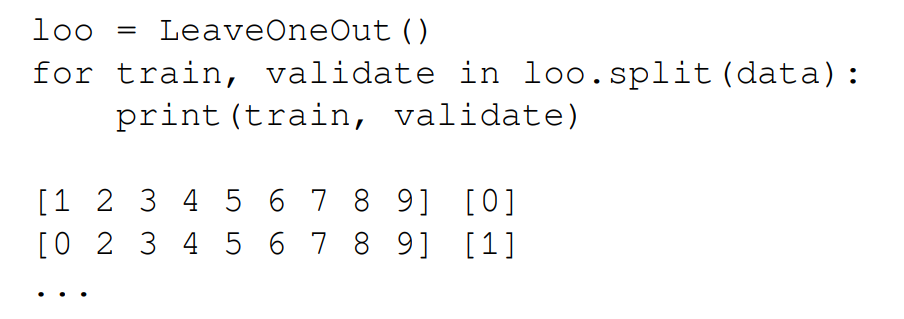 loo = LeaveOneOut()
for train, validate in loo.split(data):
    print(train, validate)
[1 2 3 4 5 6 7 8 9] [0]
[0 2 3 4 5 6 7 8 9] [1]
...